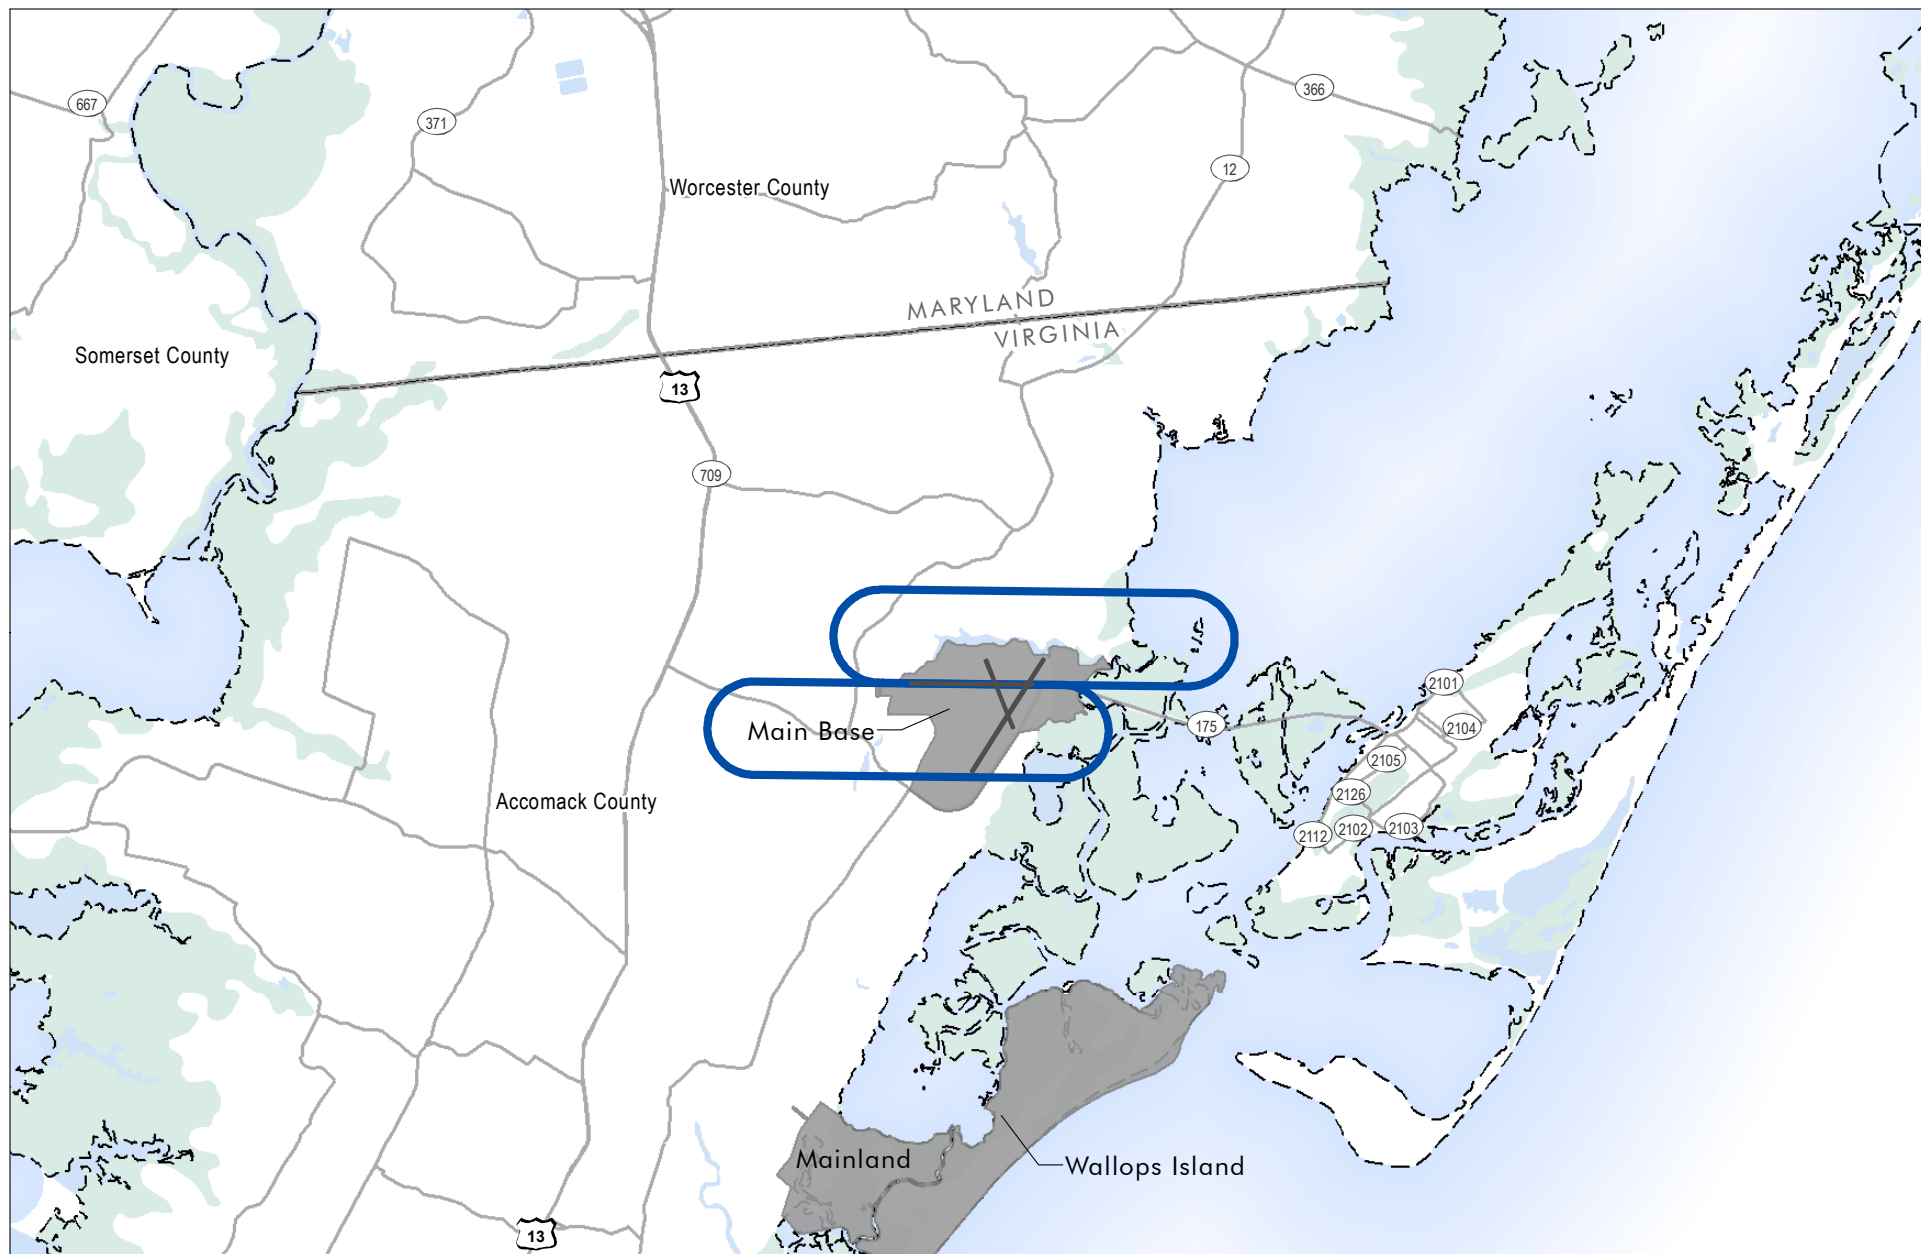 667
371
366
12
Worcester County
MARYLAND
VIRGINIA
Somerset County
13
709
2101
2104
175
Main Base
2105
2126
Accomack County
2112
2102
2103
Mainland
Wallops Island
13